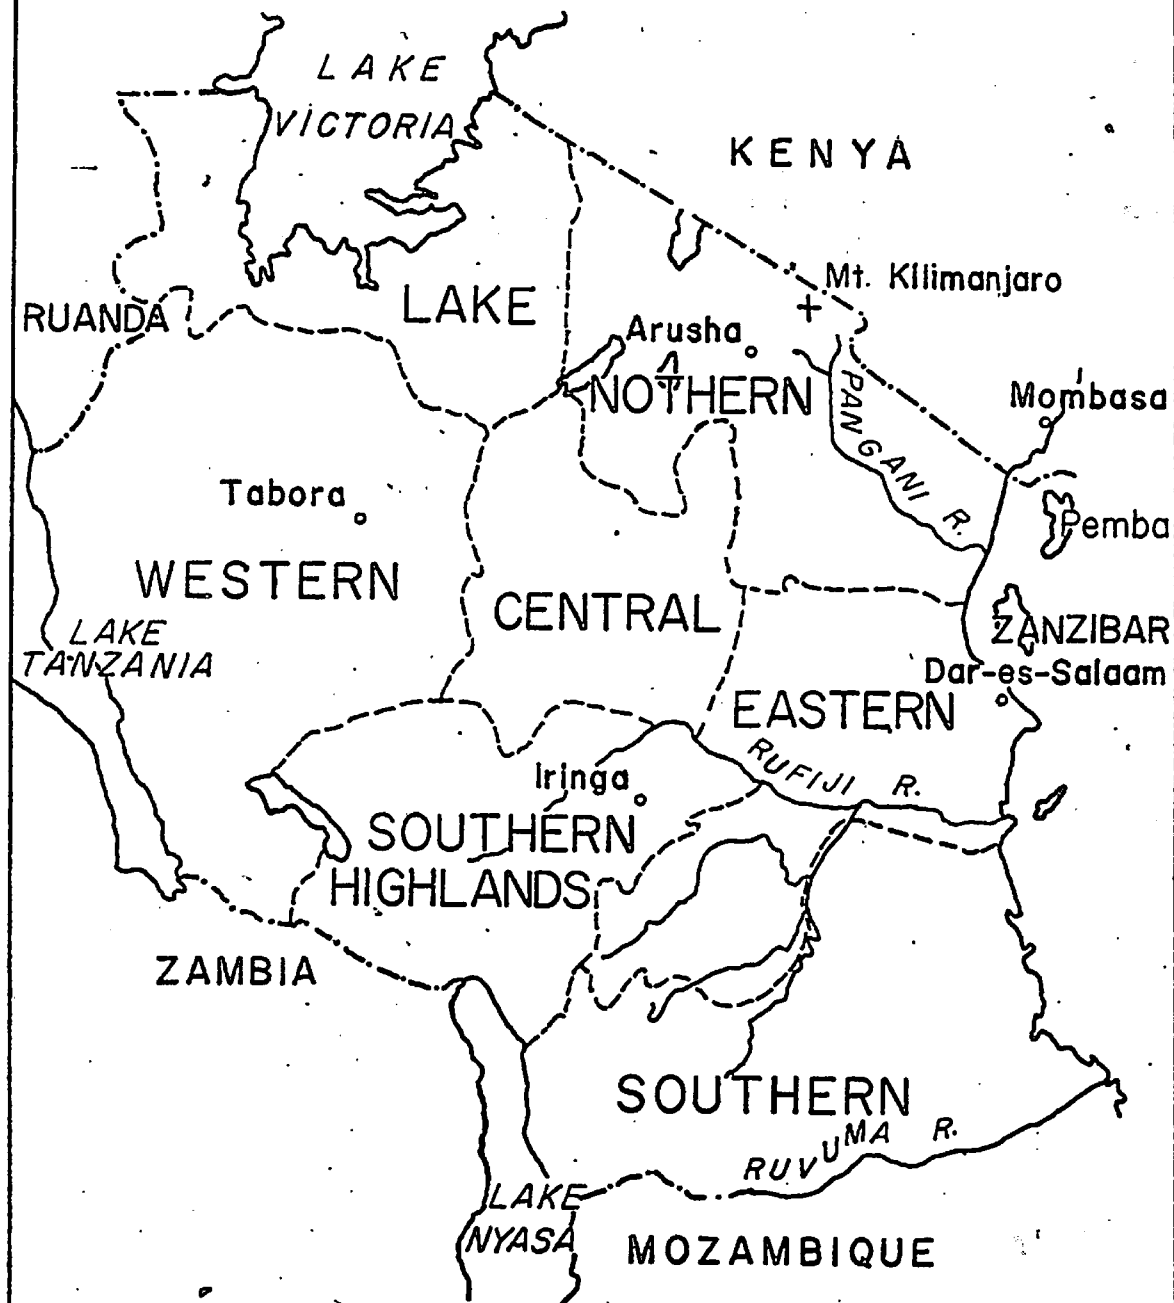 LAKE
VICTORIA
KENYA
Mt. Kilimanjaro
RUANDA
LAKE
Arusha
NOTHERN
PANGANI R.
Mombasa
Tabora
Pemba
WESTERN
CENTRAL
ZANZIBAR
LAKE
TANZANIA
Dar-es-Salaam
EASTERN
RUFIJI R.
Iringa
SOUTHERN
HIGHLANDS
ZAMBIA
SOUTHERN
RUVUMA R.
LAKE
NYASA
MOZAMBIQUE